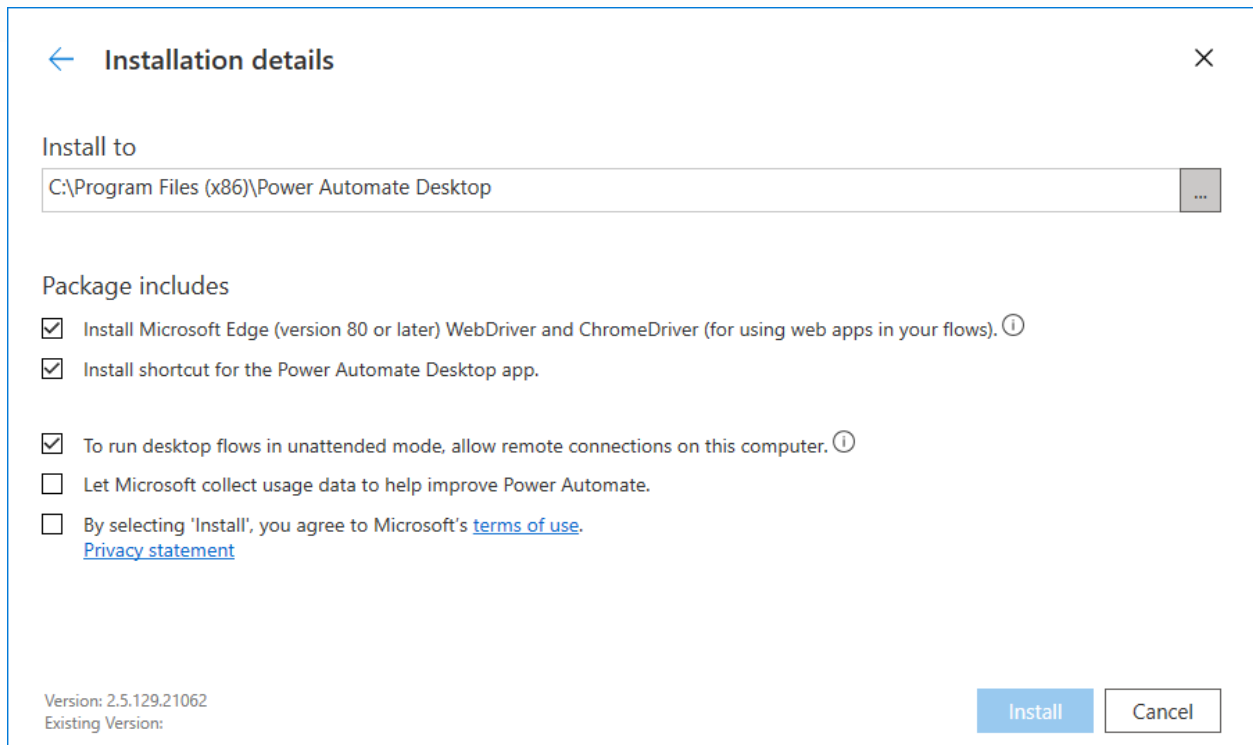 Installation details
Install to
C:\Program Files (x86)\Power Automate Desktop
...
Package includes
Install Microsoft Edge (version 80 or later) WebDriver and ChromeDriver (for using web apps in your flows).
Install shortcut for the Power Automate Desktop app.
To run desktop flows in unattended mode, allow remote connections on this computer.
Let Microsoft collect usage data to help improve Power Automate.
By selecting 'Install', you agree to Microsoft's terms of use.
Privacy statement
Version: 2.5.129.21062
Existing Version:
Install
Cancel